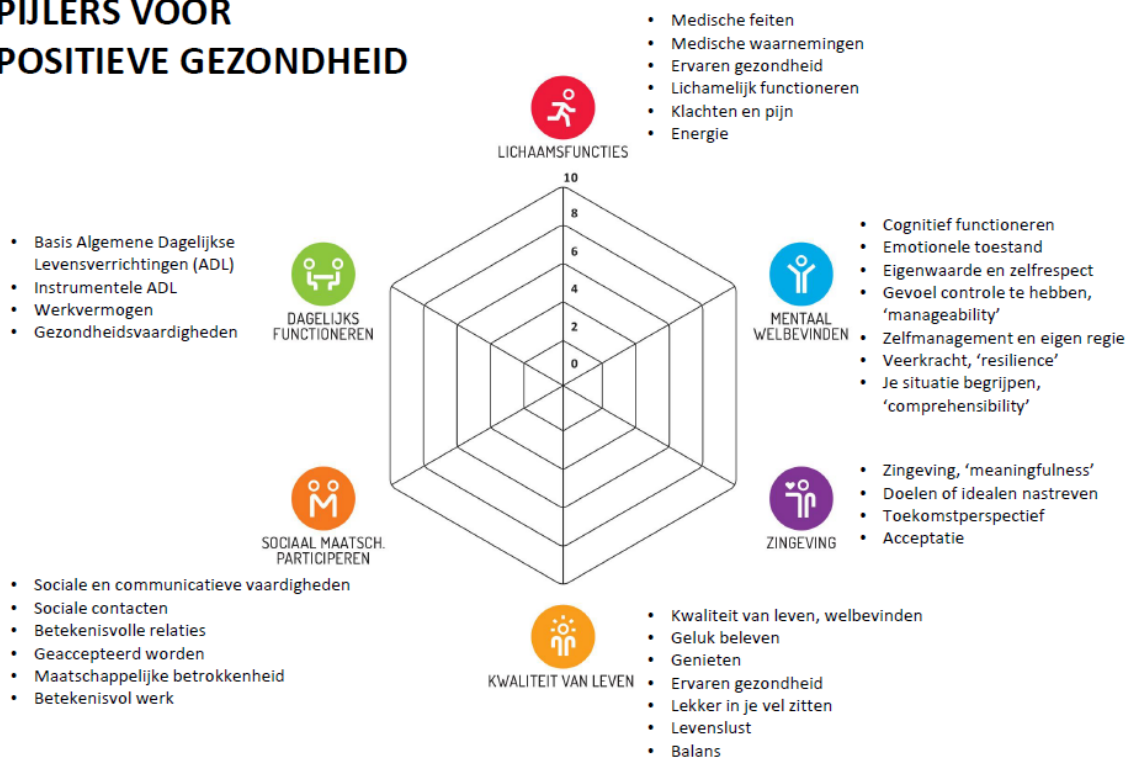 PIJLERS VOOR
POSITIEVE GEZONDHEID
• Medische feiten
• Medische waarnemingen
• Ervaren gezondheid
• Lichamelijk functioneren
• Klachten en pijn
• Energie
LICHAAMSFUNCTIES
10
8
6
4
2
0
• Basis Algemene Dagelijkse
Levensverrichtingen (ADL)
• Instrumentele ADL
• Werkvermogen
• Gezondheidsvaardigheden
DAGELIJKS
FUNCTIONEREN
MENTAAL
WELBEVINDEN
• Cognitief functioneren
• Emotionele toestand
• Eigenwaarde en zelfrespect
• Gevoel controle te hebben,
‘manageability’
• Zelfmanagement en eigen regie
• Veerkracht, ‘resilience’
• Je situatie begrijpen,
‘comprehensibility’
SOCIAAL MAATSCH.
PARTICIPEREN
ZINGEVING
• Zingeving, ‘meaningfulness’
• Doelen of idealen nastreven
• Toekomstperspectief
• Acceptatie
• Sociale en communicatieve vaardigheden
• Sociale contacten
• Betekenisvolle relaties
• Geaccepteerd worden
• Maatschappelijke betrokkenheid
• Betekenisvol werk
KWALITEIT VAN LEVEN
• Kwaliteit van leven, welbevinden
• Geluk beleven
• Genieten
• Ervaren gezondheid
• Lekker in je vel zitten
• Levenslust
• Balans